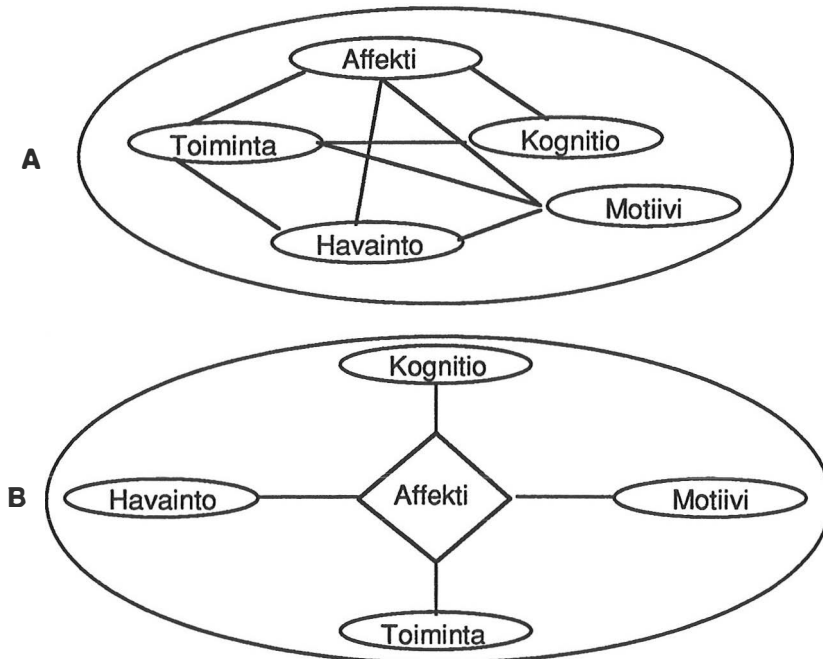 Affekti
A
Toiminta
Kognitio
Motiivi
Havainto
Kognitio
B
Havainto
Affekti
Motiivi
Toiminta